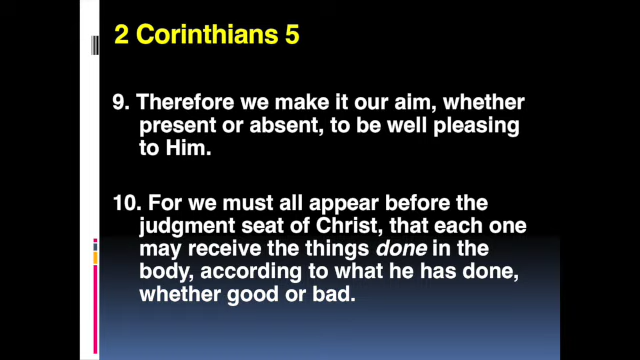 2 Corinthians 5
9. Therefore we make it our aim, whether
present or absent, to be well pleasing
to Him.
10. For we must all appear before the
judgment seat of Christ, that each one
may receive the things done in the
body, according to what he has done,
whether good or bad.